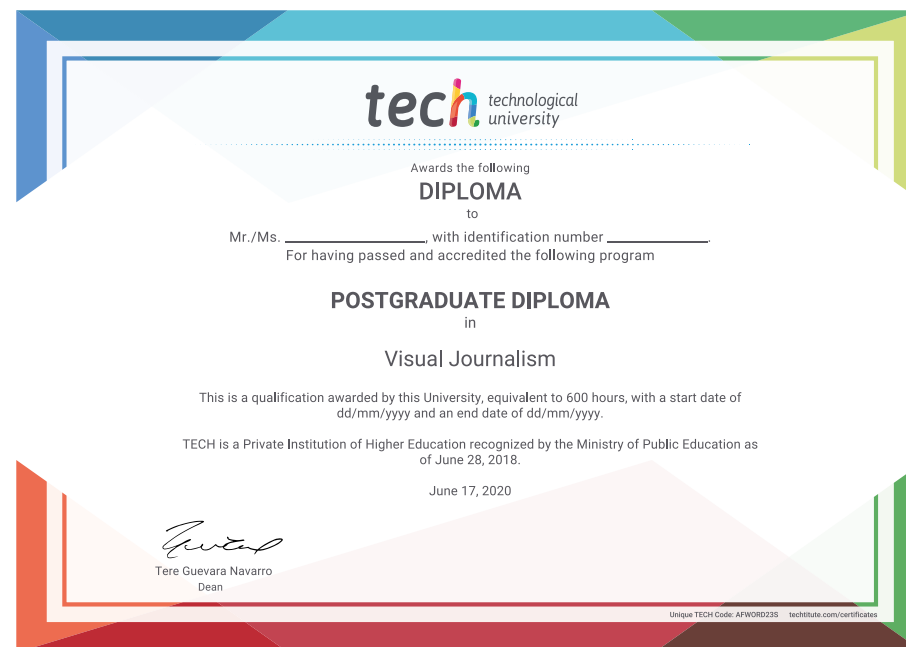 tech technological
university
Awards the following
DIPLOMA
to
Mr./Ms. ____________________, with identification number ______________.
For having passed and accredited the following program
POSTGRADUATE DIPLOMA
in
Visual Journalism
This is a qualification awarded by this University, equivalent to 600 hours, with a start date of
dd/mm/yyyy and an end date of dd/mm/yyyy.
TECH is a Private Institution of Higher Education recognized by the Ministry of Public Education as
of June 28, 2018.
June 17, 2020
Tere Guevara Navarro
Dean
Unique TECH Code: AFWORD23S techtitute.com/certificates